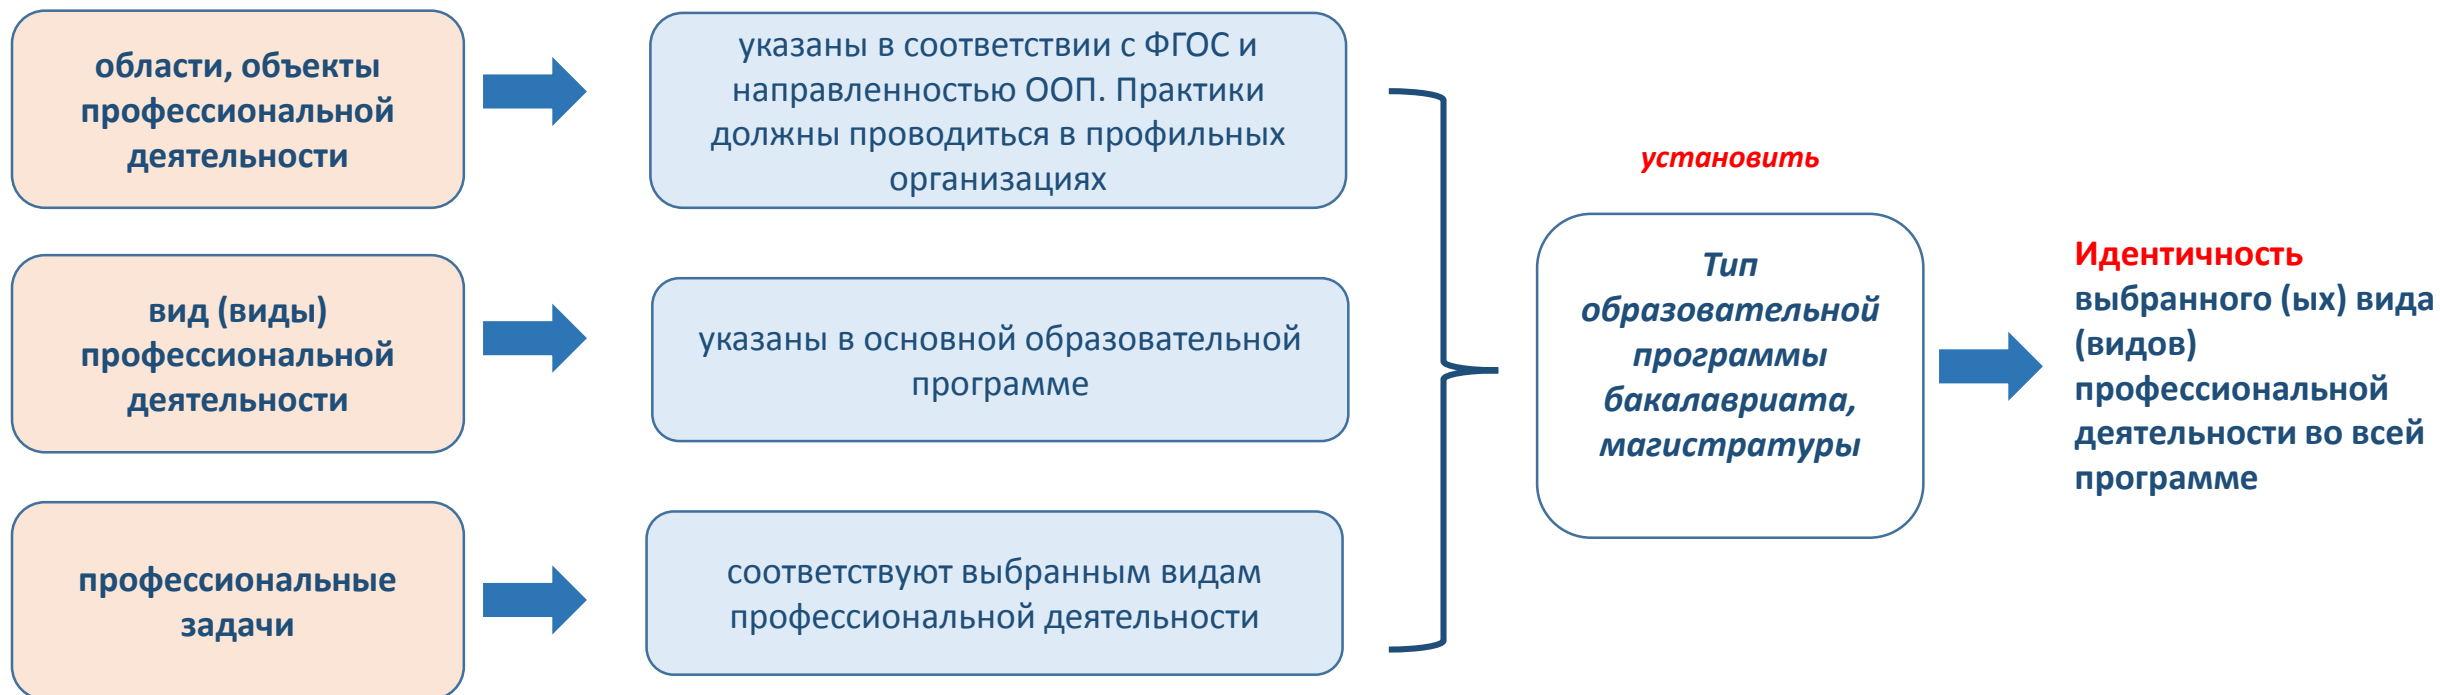 области, объекты
профессиональной
деятельности
указаны в соответствии с ФГОС и
направленностью ООП. Практики
должны проводиться в профильных
организациях
вид (виды)
профессиональной
деятельности
указаны в основной образовательной
программе
профессиональные
задачи
соответствуют выбранным видам
профессиональной деятельности
установить
Тип
образовательной
программы
бакалавриата,
магистратуры
Идентичность
выбранного (ых) вида
(видов)
профессиональной
деятельности во всей
программе